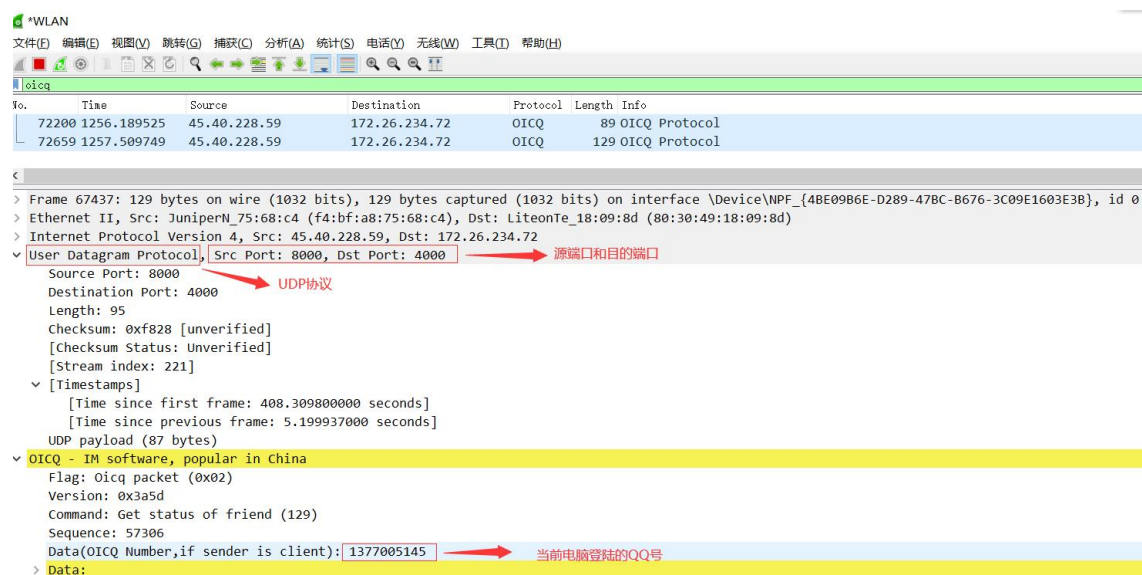 *WLAN
文件(F) 编辑(E) 视图(V) 跳转(G) 捕获(C) 分析(A) 统计(S) 电话(Y) 无线(W) 工具(T) 帮助(H)
oicq
No. Time Source Destination Protocol Length Info
72200 1256.189525 45.40.228.59 172.26.234.72 OICQ 89 OICQ Protocol
72659 1257.509749 45.40.228.59 172.26.234.72 OICQ 129 OICQ Protocol
Frame 67437: 129 bytes on wire (1032 bits), 129 bytes captured (1032 bits) on interface \Device\NPF_{4BE09B6E-D289-47BC-B676-3C09E1603E3B}, id 0
Ethernet II, Src: JuniperN_75:68:c4 (f4:bf:a8:75:68:c4), Dst: LiteonTe_18:09:8d (80:30:49:18:09:8d)
Internet Protocol Version 4, Src: 45.40.228.59, Dst: 172.26.234.72
User Datagram Protocol, Src Port: 8000, Dst Port: 4000 源端口和目的端口
Source Port: 8000
UDP协议
Destination Port: 4000
Length: 95
Checksum: 0xf828 [unverified]
[Checksum Status: Unverified]
[Stream index: 221]
[Timestamps]
[Time since first frame: 408.309800000 seconds]
[Time since previous frame: 5.199937000 seconds]
UDP payload (87 bytes)
OICQ - IM software, popular in China
Flag: Oicq packet (0x02)
Version: 0x3a5d
Command: Get status of friend (129)
Sequence: 57306
Data(OICQ Number,if sender is client): 1377005145 当前电脑登陆的QQ号
Data: